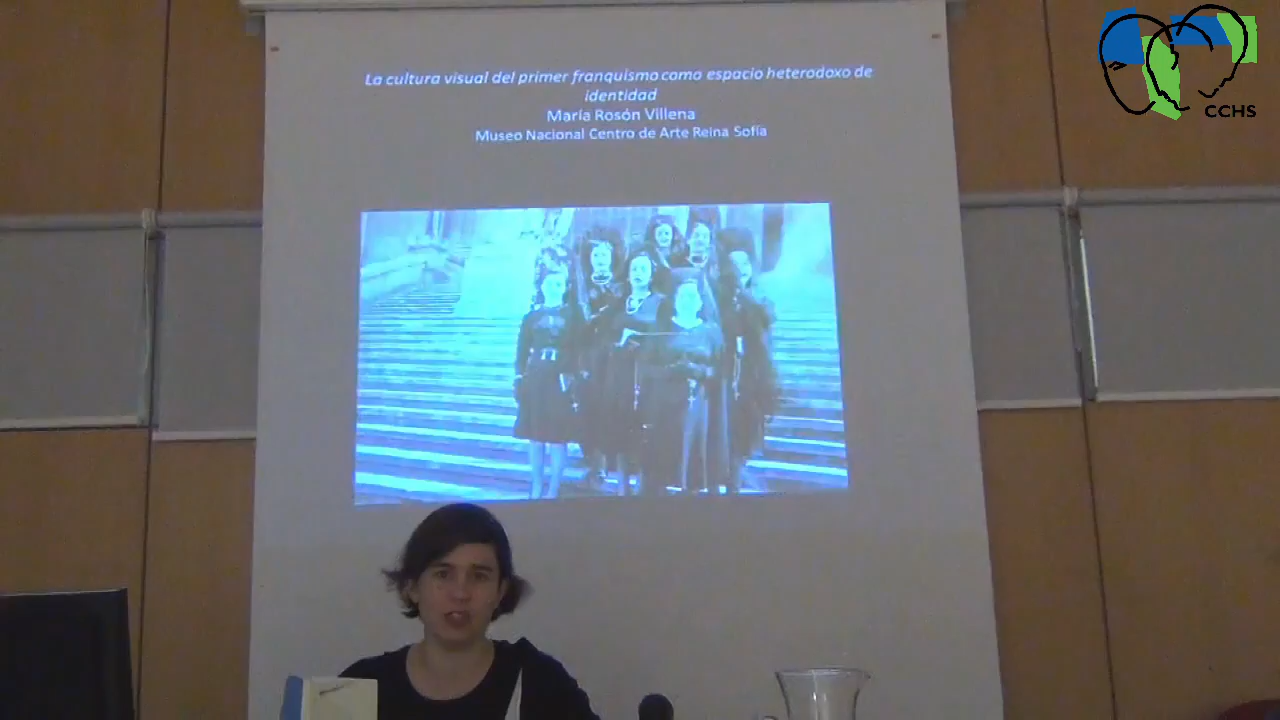 La cultura visual del primer franquismo como espacio heterodoxo de
identidad
María Rosón Villena
Museo Nacional Centro de Arte Reina Sofía
CCHS